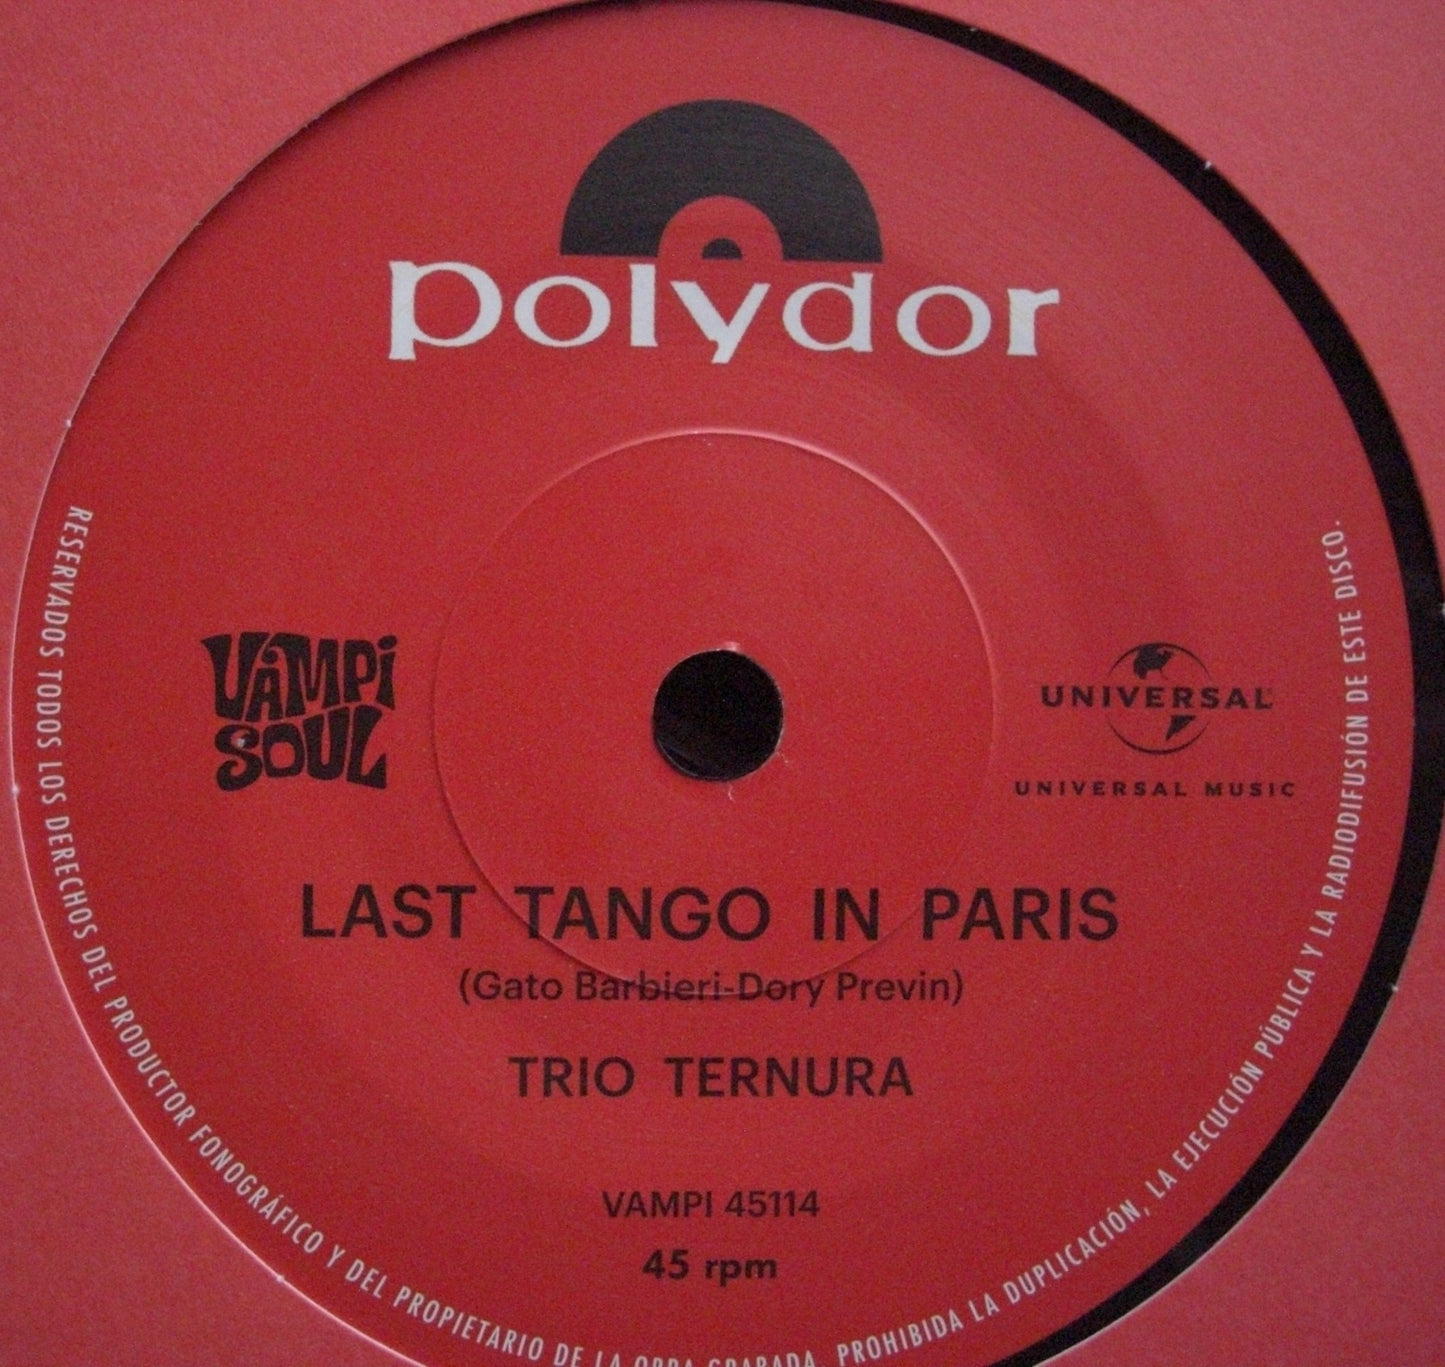 polydor
VAMPI
SOUL
UNIVERSAL
UNIVERSAL MUSIC
LAST TANGO IN PARIS
(Gato Barbieri-Dory Previn)
TRIO TERNURA
VAMPI 45114
45 rpm
RESERVADOS TODOS LOS DERECHOS DEL PRODUCTOR FONOGRÁFICO Y DEL PROPIETARIO DE LA OBRA GRABADA. PROHIBIDA LA DUPLICACIÓN, LA EJECUCIÓN PÚBLICA Y LA RADIODIFUSIÓN DE ESTE DISCO.